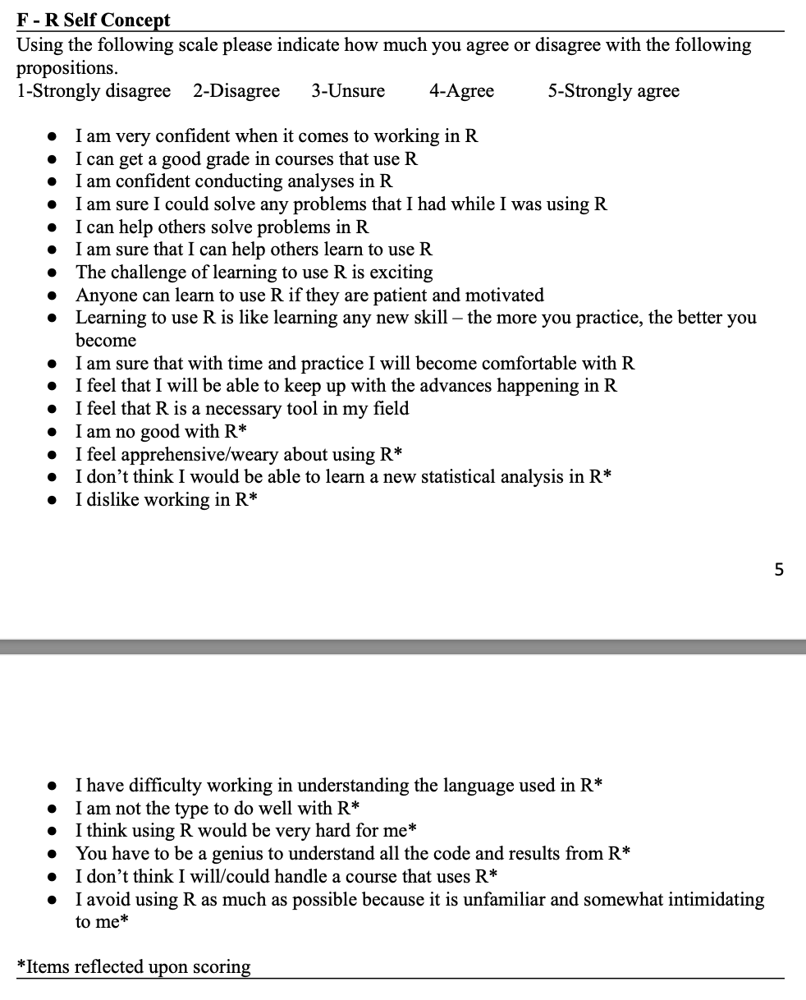 F - R Self Concept
Using the following scale please indicate how much you agree or disagree with the following
propositions.
1-Strongly disagree 2-Disagree 3-Unsure 4-Agree 5-Strongly agree
● I am very confident when it comes to working in R
● I can get a good grade in courses that use R
● I am confident conducting analyses in R
● I am sure I could solve any problems that I had while I was using R
● I can help others solve problems in R
● I am sure that I can help others learn to use R
● The challenge of learning to use R is exciting
● Anyone can learn to use R if they are patient and motivated
● Learning to use R is like learning any new skill – the more you practice, the better you
become
● I am sure that with time and practice I will become comfortable with R
● I feel that I will be able to keep up with the advances happening in R
● I feel that R is a necessary tool in my field
● I am no good with R*
● I feel apprehensive/weary about using R*
● I don’t think I would be able to learn a new statistical analysis in R*
● I dislike working in R*
5
● I have difficulty working in understanding the language used in R*
● I am not the type to do well with R*
● I think using R would be very hard for me*
● You have to be a genius to understand all the code and results from R*
● I don’t think I will/could handle a course that uses R*
● I avoid using R as much as possible because it is unfamiliar and somewhat intimidating
to me*
*Items reflected upon scoring